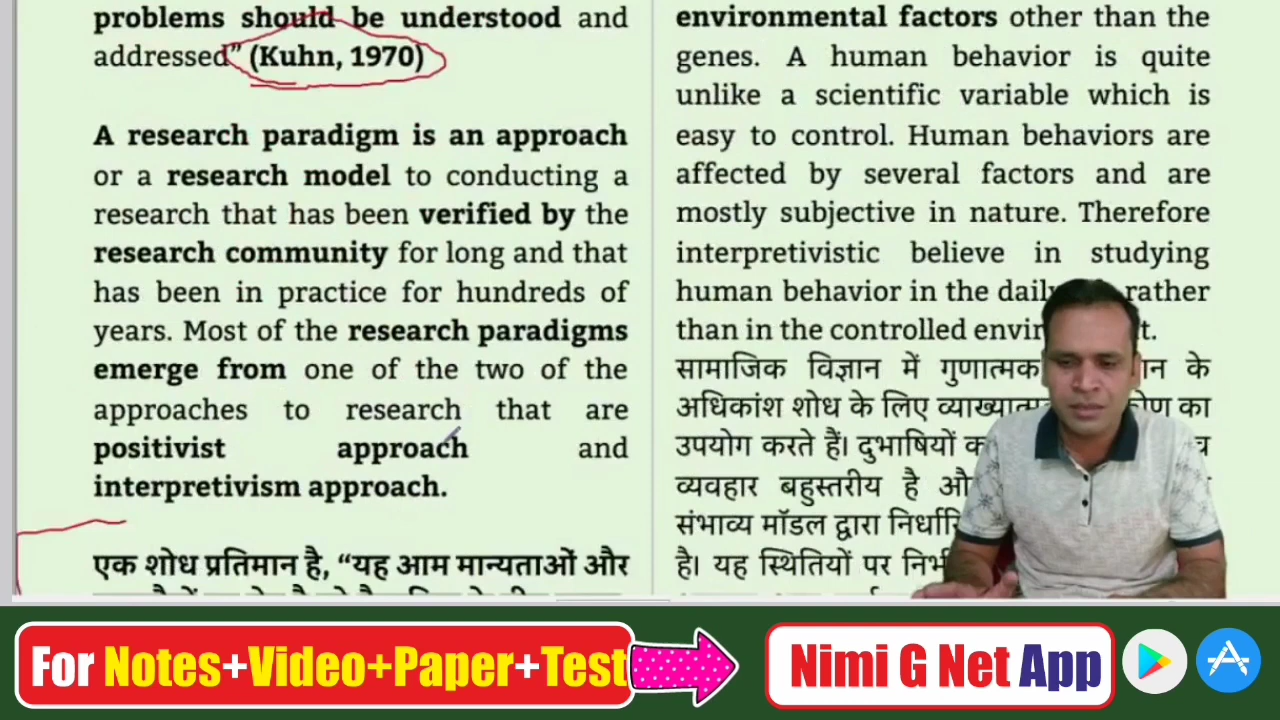 problems should be understood and
addressed” (Kuhn, 1970)
A research paradigm is an approach
or a research model to conducting a
research that has been verified by the
research community for long and that
has been in practice for hundreds of
years. Most of the research paradigms
emerge from one of the two of the
approaches to research that are
positivist approach and
interpretivism approach.
एक शोध प्रतिमान है, “यह आम मान्यताओं और
environmental factors other than the
genes. A human behavior is quite
unlike a scientific variable which is
easy to control. Human behaviors are
affected by several factors and are
mostly subjective in nature. Therefore
interpretivistic believe in studying
human behavior in the daily rather
than in the controlled
सामाजिक विज्ञान में गुणात्मक के
अधिकांश शोध के लिए का
उपयोग करते हैं। दुभाषियों
व्यवहार बहुस्तरीय है
संभाव्य मॉडल द्वारा
है। यह स्थितियों पर
For Notes+Video+Paper+Test
Nimi G Net App